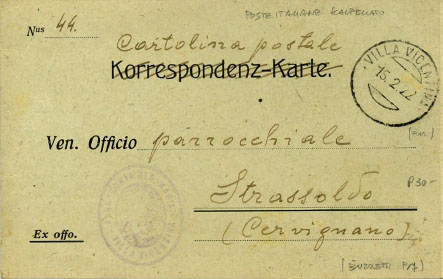 POSTE ITALIANE
Nus 44.
Cartolina postale
Korrespondenz-Karte.
VILLA VICENTINA
15.2.22
Ven. Officio parrocchiale
P30-
Strassoldo
(Cervignano)
Ex offo.